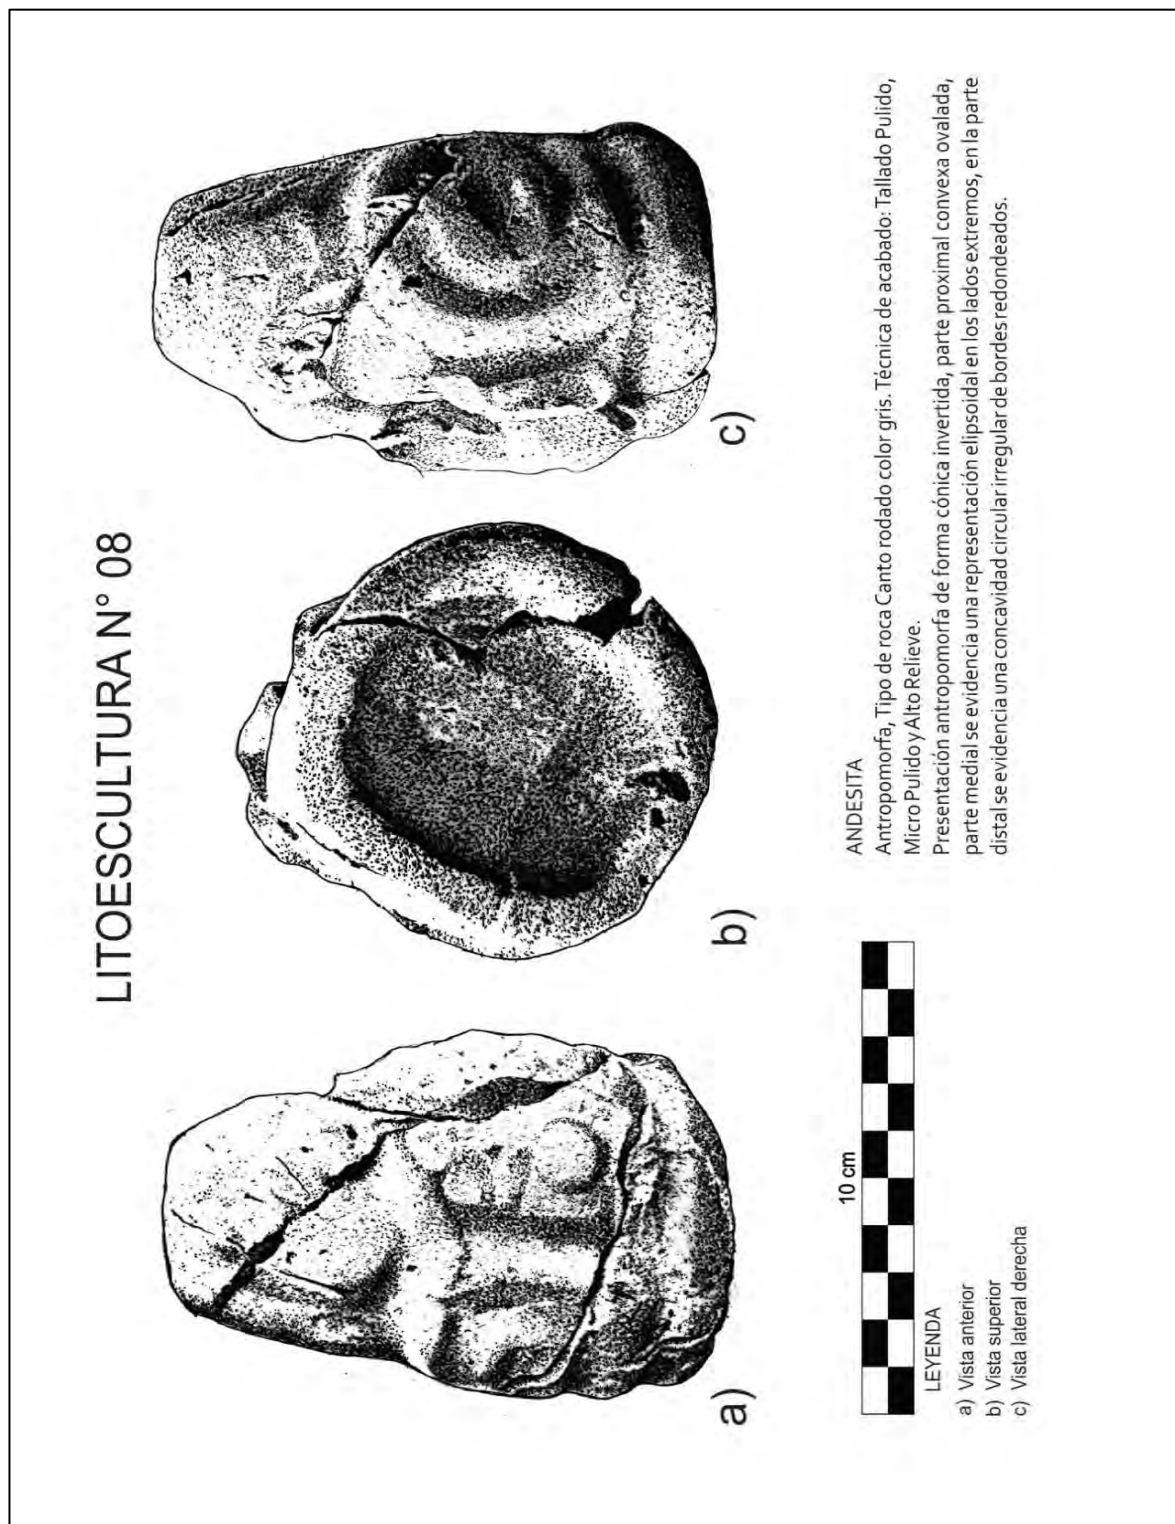 LITOESCULTURA N° 08
a)
b)
c)
10 cm
LEYENDA
a) Vista anterior
b) Vista superior
c) Vista lateral derecha
ANDESITA
Antropomorfa, Tipo de roca Canto rodado color gris. Técnica de acabado: Tallado Pulido,
Micro Pulido y Alto Relieve.
Presentación antropomorfa de forma cónica invertida, parte proximal convexa ovalada,
parte medial se evidencia una representación elipsoidal en los lados extremos, en la parte
distal se evidencia una concavidad circular irregular de bordes redondeados.